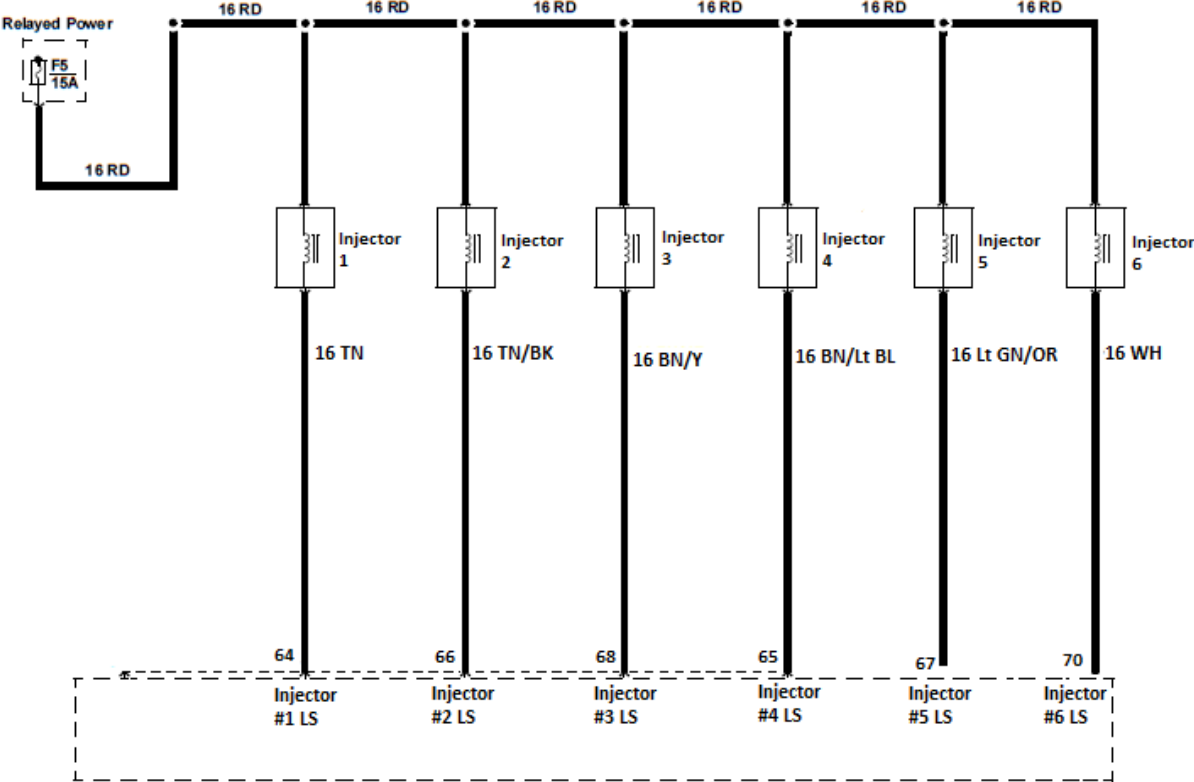 16 RD
16 RD
16 RD
16 RD
16 RD
16 RD
Relayed Power
F5
15A
16 RD
Injector
1
Injector
2
Injector
3
Injector
4
Injector
5
Injector
6
16 TN
16 TN/BK
16 BN/Y
16 BN/Lt BL
16 Lt GN/OR
16 WH
64
66
68
65
67
70
Injector
#1 LS
Injector
#2 LS
Injector
#3 LS
Injector
#4 LS
Injector
#5 LS
Injector
#6 LS